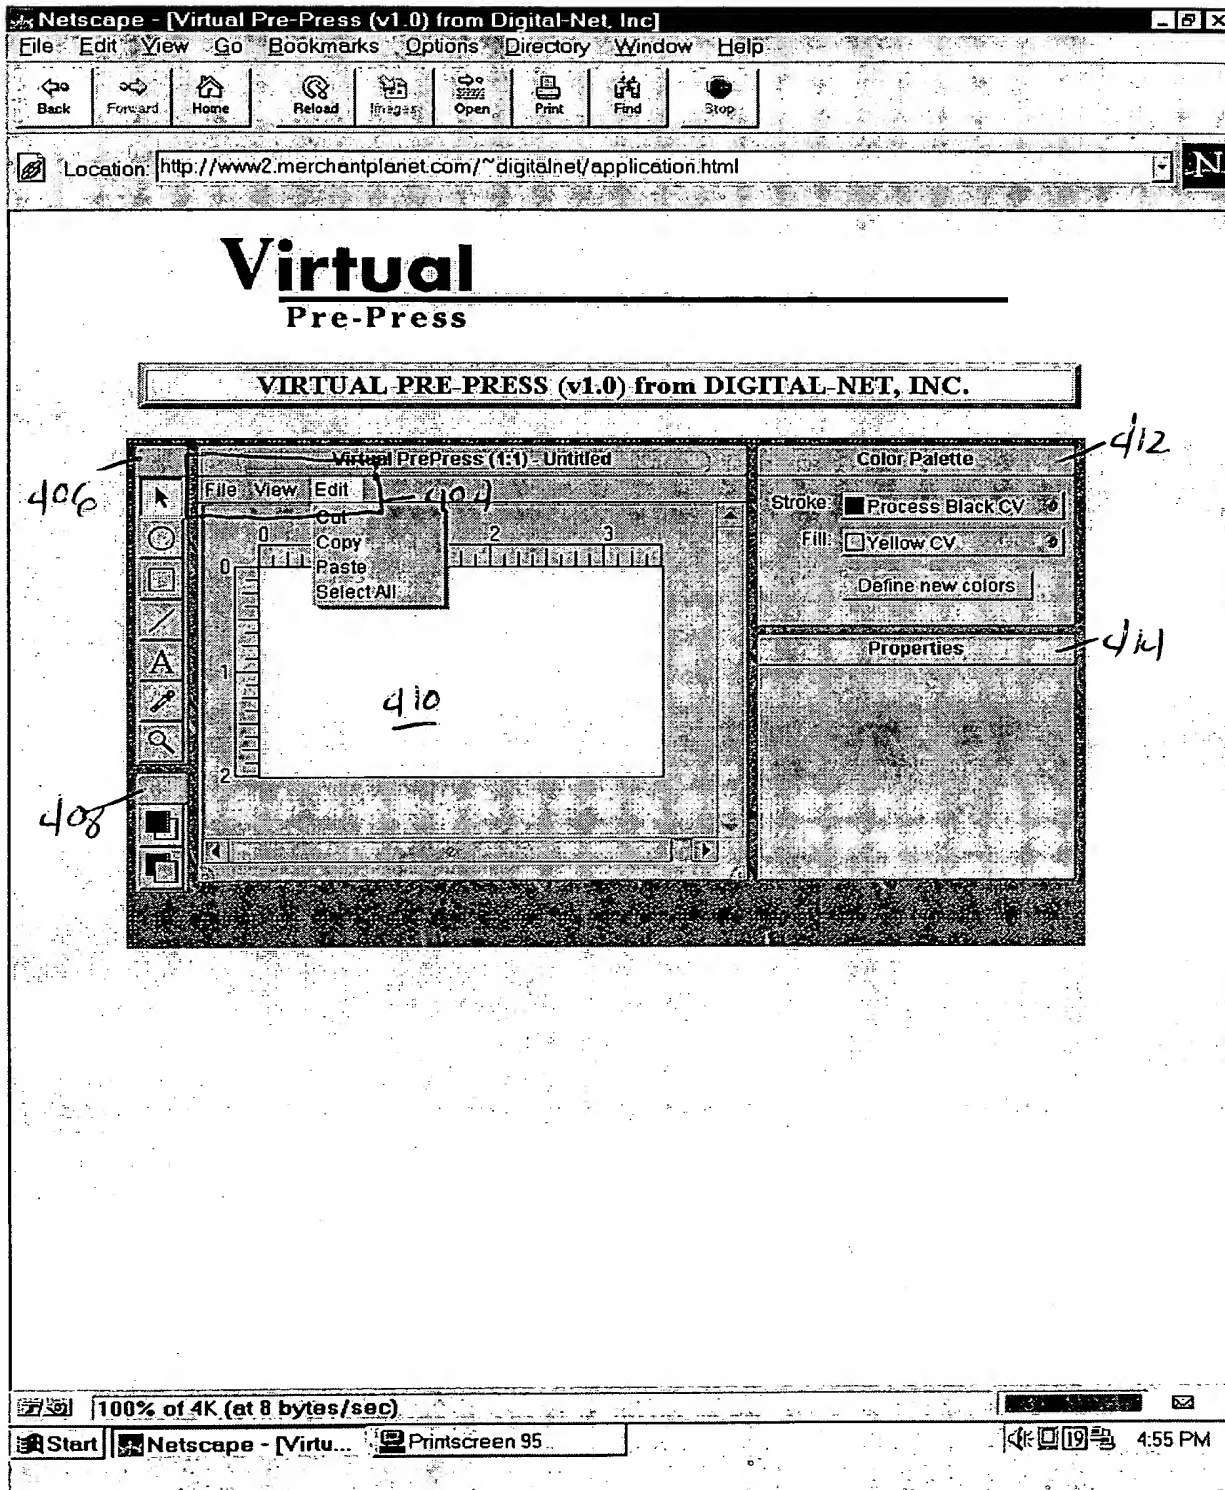 Netscape - [Virtual Pre-Press (v1.0) from Digital-Net, Inc]
File Edit View Go Bookmarks Options Directory Window Help
Back Forward Home Reload Images Open Print Find Stop
Location: http://www2.merchantplanet.com/~digitalnet/application.html
N
Virtual
Pre-Press
VIRTUAL PRE-PRESS (v1.0) from DIGITAL-NET, INC.
412
Virtual PrePress (1:1) - Untitled
Color Palette
406
File View Edit
404
Stroke: Process Black CV
Cut
0 2 3
Copy
Fill: Yellow CV
0
Paste
Select All
Define new colors
414
Properties
A
1
410
2
408
100% of 4K (at 8 bytes/sec)
Start Netscape - [Virtu... Printscreen 95 19 4:55 PM